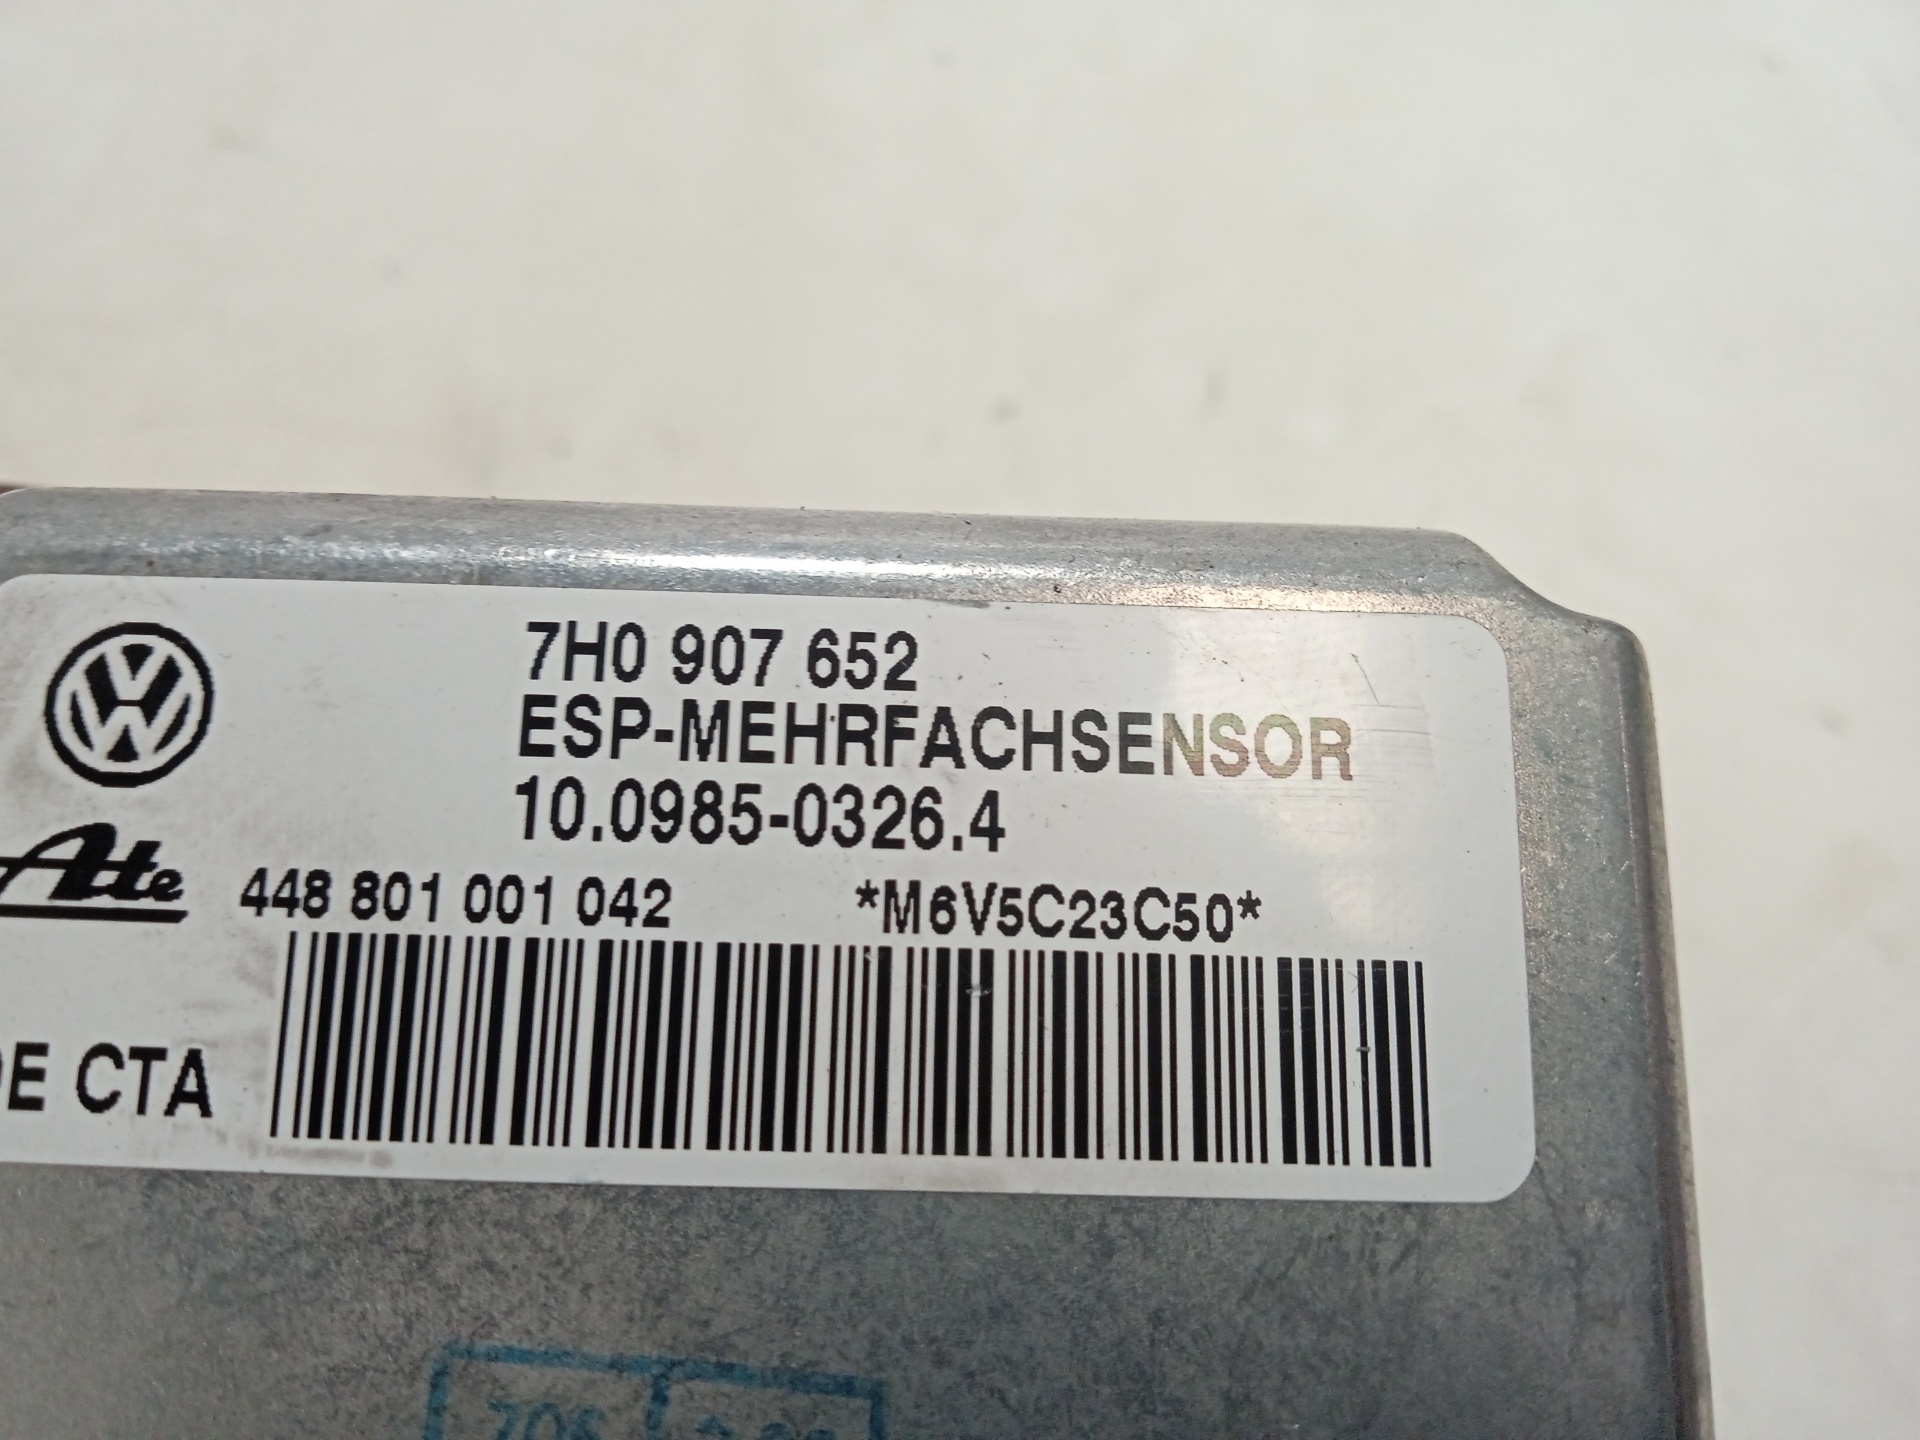 7H0 907 652
ESP-MEHRFACHSENSOR
10.0985-0326.4
Ate 448 801 001 042 *M6V5C23C50*
CTA